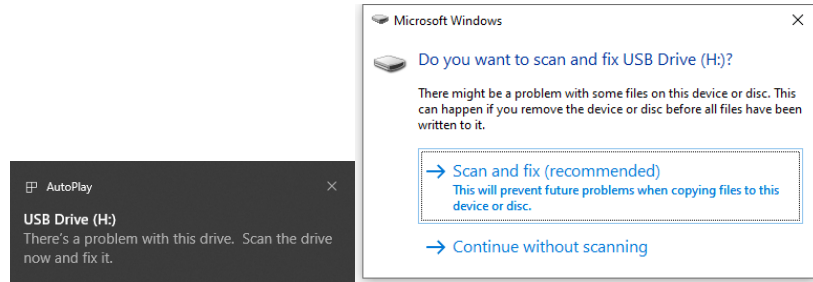 AutoPlay
USB Drive (H:)
There's a problem with this drive. Scan the drive
now and fix it.
Microsoft Windows
Do you want to scan and fix USB Drive (H:)?
There might be a problem with some files on this device or disc. This
can happen if you remove the device or disc before all files have been
written to it.
Scan and fix (recommended)
This will prevent future problems when copying files to this
device or disc.
Continue without scanning